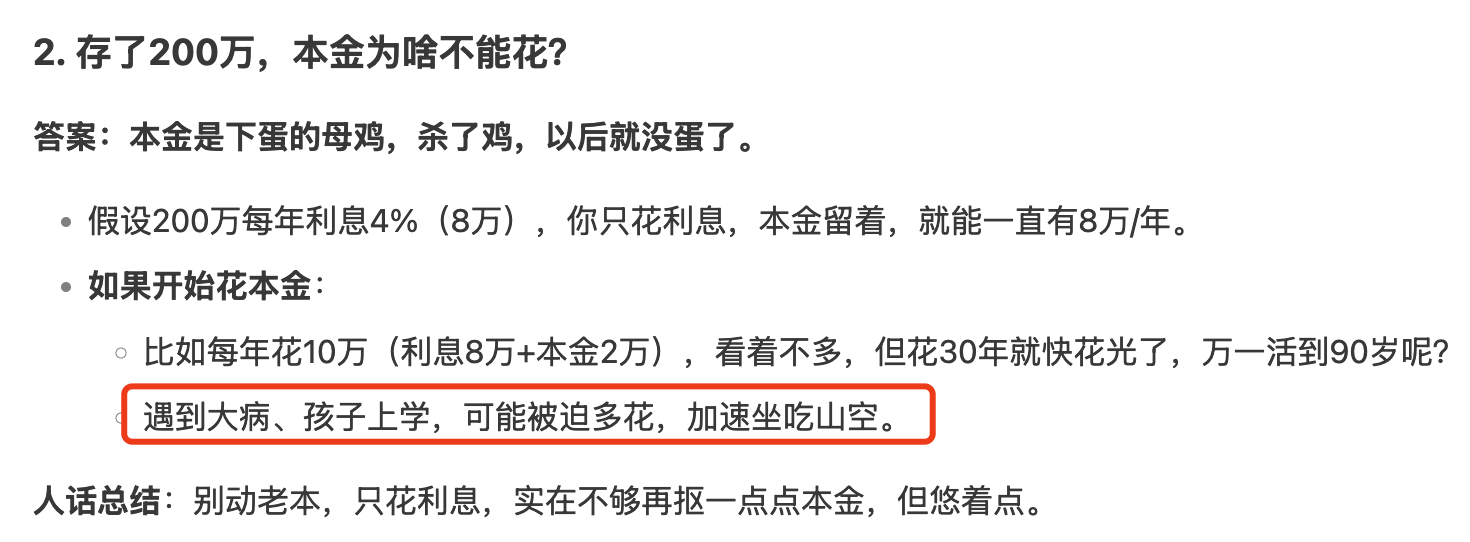 2. 存了200万，本金为啥不能花？
答案：本金是下蛋的母鸡，杀了鸡，以后就没蛋了。
假设200万每年利息4%（8万），你只花利息，本金留着，就能一直有8万/年。
如果开始花本金：
比如每年花10万（利息8万+本金2万），看着不多，但花30年就快花光了，万一活到90岁呢？
遇到大病、孩子上学，可能被迫多花，加速坐吃山空。
人话总结：别动老本，只花利息，实在不够再抠一点点本金，但悠着点。